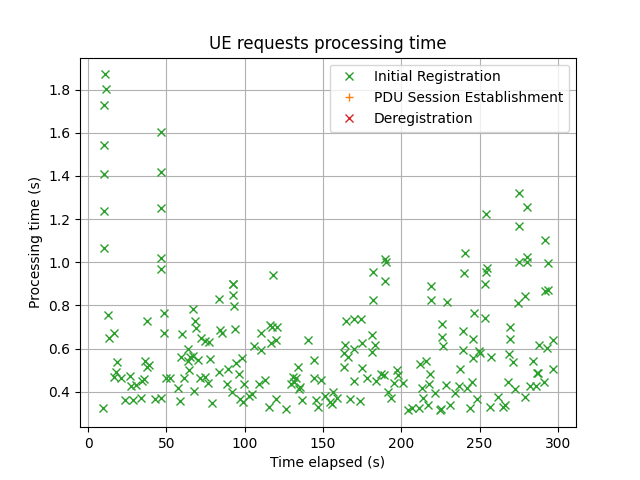 UE requests processing time
Initial Registration
PDU Session Establishment
Deregistration
Processing time (s)
1.8
1.6
1.4
1.2
1.0
0.8
0.6
0.4
0 50 100 150 200 250 300
Time elapsed (s)